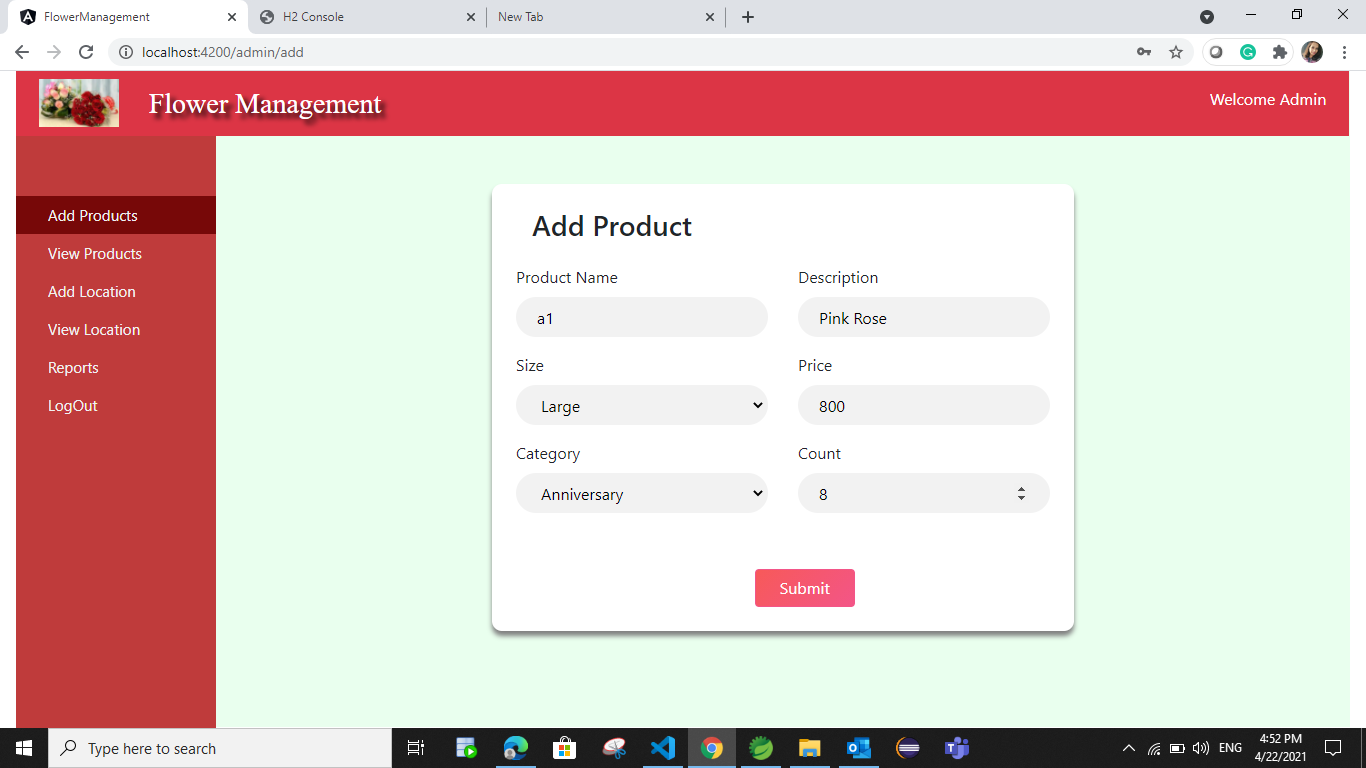 FlowerManagement
H2 Console
New Tab
localhost:4200/admin/add
Flower Management
Welcome Admin
Add Products
View Products
Add Location
View Location
Reports
LogOut
Add Product
Product Name
Description
a1
Pink Rose
Size
Price
Large
800
Category
Count
Anniversary
8
Submit
Type here to search
ENG
4:52 PM
4/22/2021